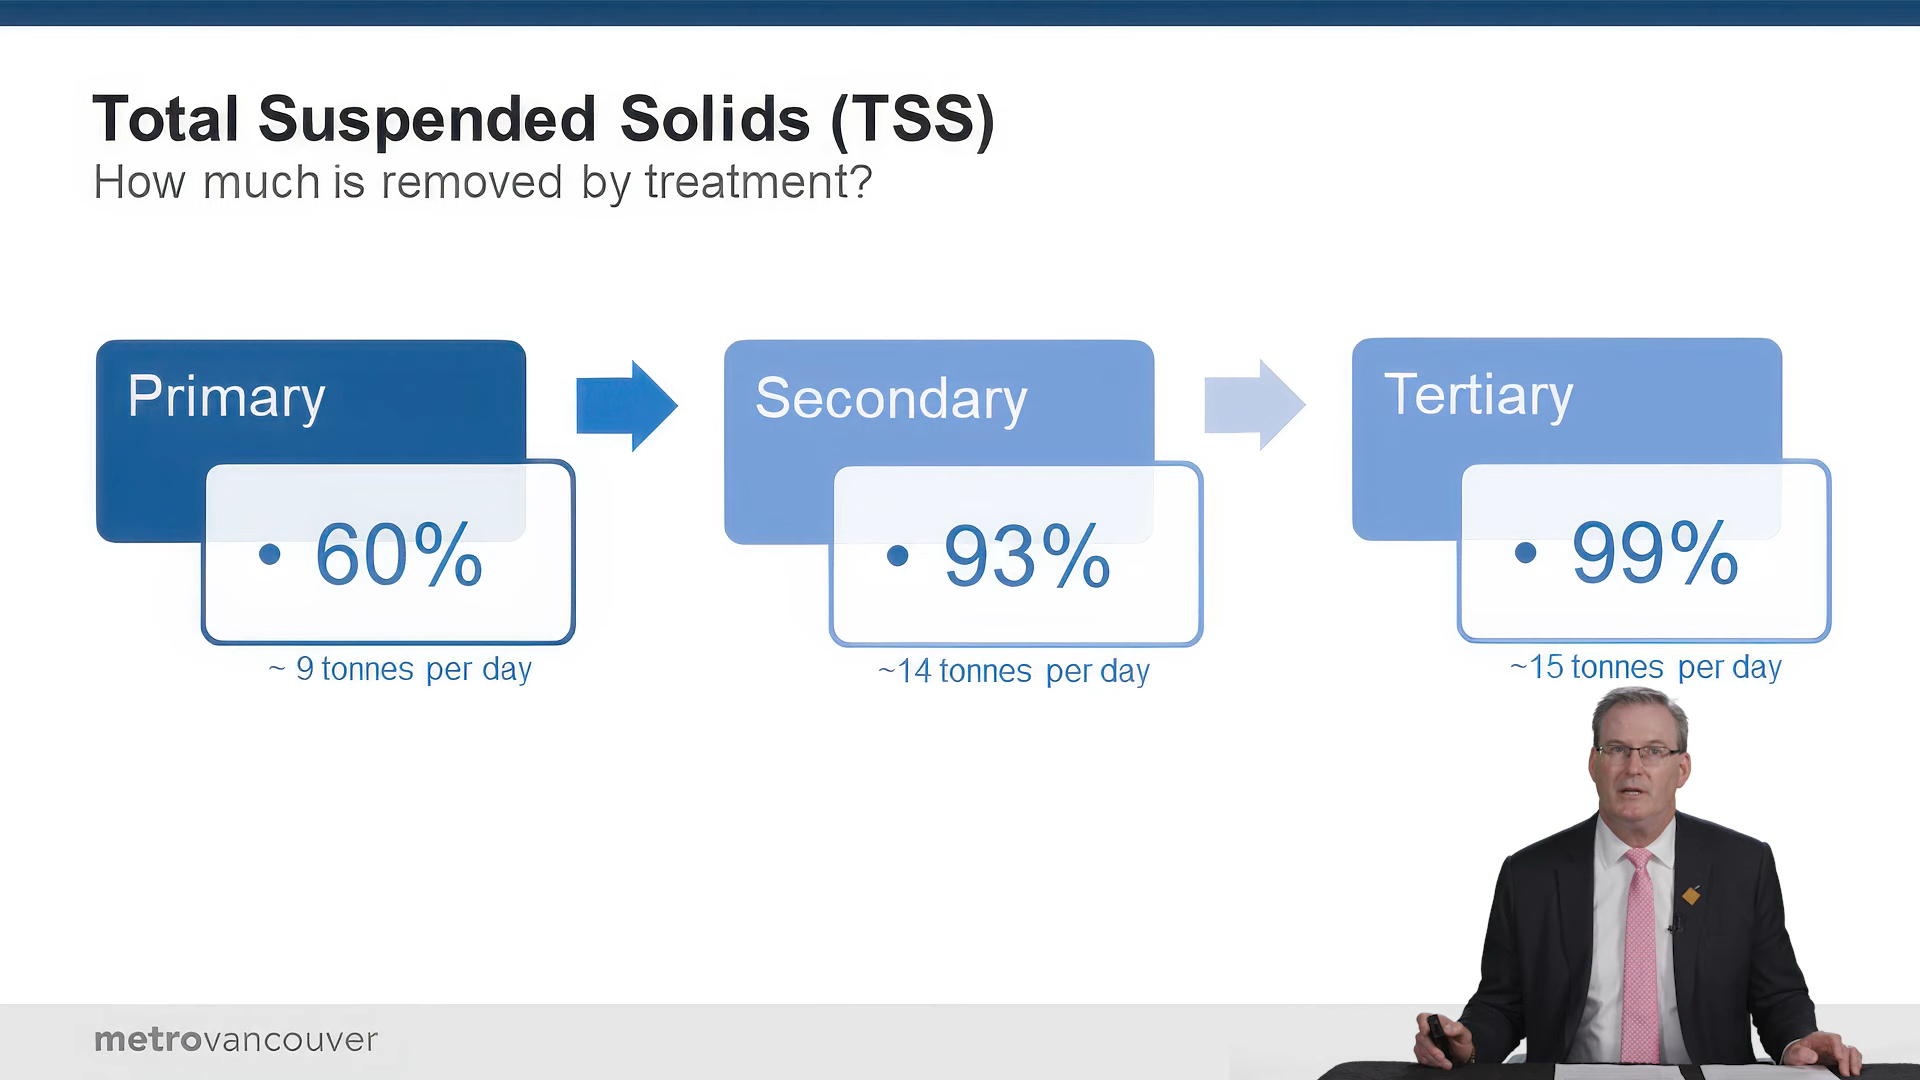 Total Suspended Solids (TSS)
How much is removed by treatment?
Primary
• 60%
~ 9 tonnes per day
Secondary
• 93%
~14 tonnes per day
Tertiary
• 99%
~15 tonnes per day
metrovancouver